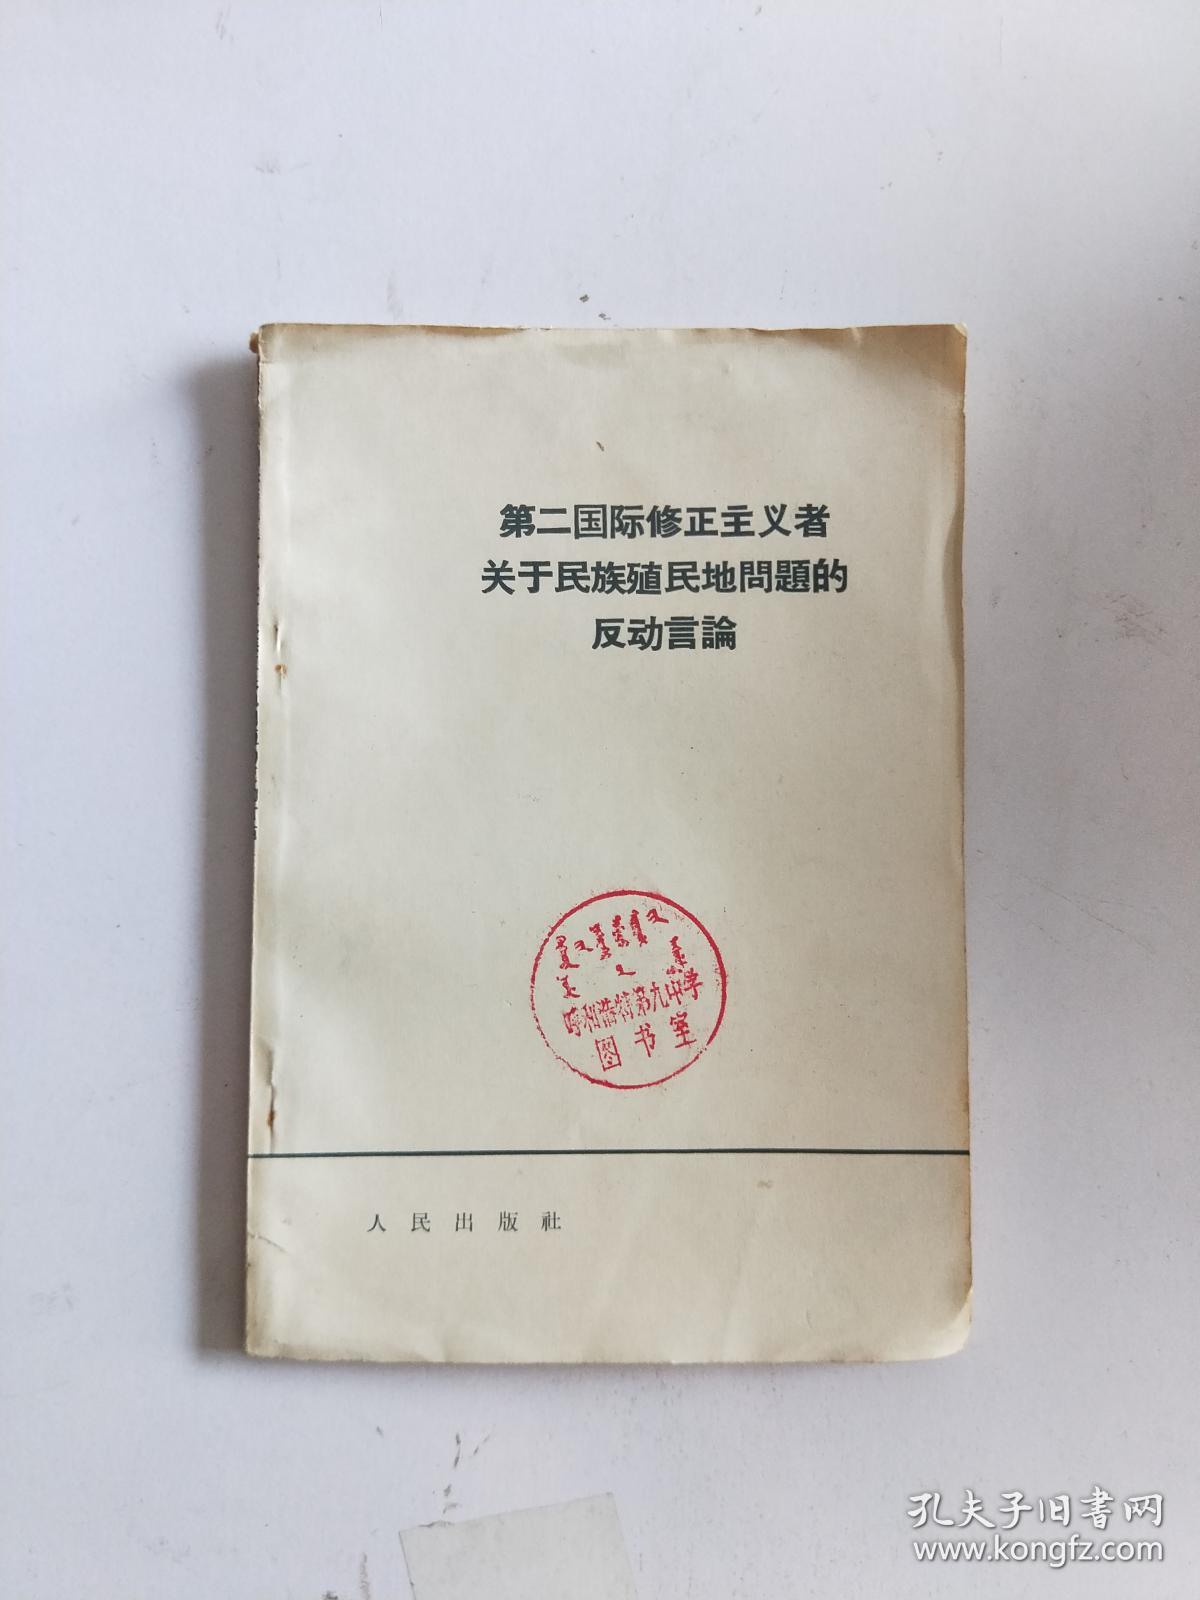 第二国际修正主义者
关于民族殖民地問題的
反动言論
呼和浩特第九中学
图书室
人民出版社
孔夫子旧書网
www.kongfz.com